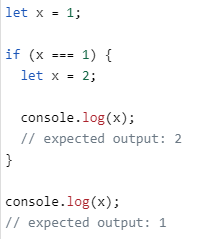 let x = 1;

if (x === 1) {
  let x = 2;

  console.log(x);
  // expected output: 2
}

console.log(x);
// expected output: 1